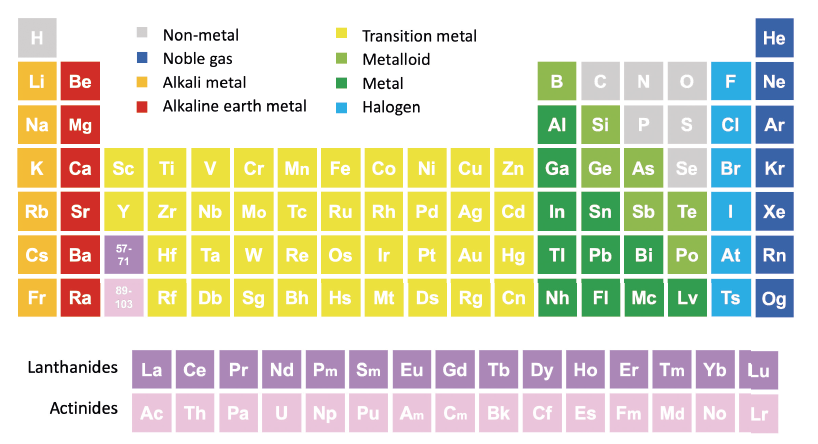 H Non-metal Transition metal He
Noble gas Metalloid
Li Be Alkali metal Metal B C N O F Ne
Alkaline earth metal Halogen
Na Mg Al Si P S Cl Ar
K Ca Sc Ti V Cr Mn Fe Co Ni Cu Zn Ga Ge As Se Br Kr
Rb Sr Y Zr Nb Mo Tc Ru Rh Pd Ag Cd In Sn Sb Te I Xe
Cs Ba 57-71 Hf Ta W Re Os Ir Pt Au Hg Tl Pb Bi Po At Rn
Fr Ra 89-103 Rf Db Sg Bh Hs Mt Ds Rg Cn Nh Fl Mc Lv Ts Og
Lanthanides La Ce Pr Nd Pm Sm Eu Gd Tb Dy Ho Er Tm Yb Lu
Actinides Ac Th Pa U Np Pu Am Cm Bk Cf Es Fm Md No Lr